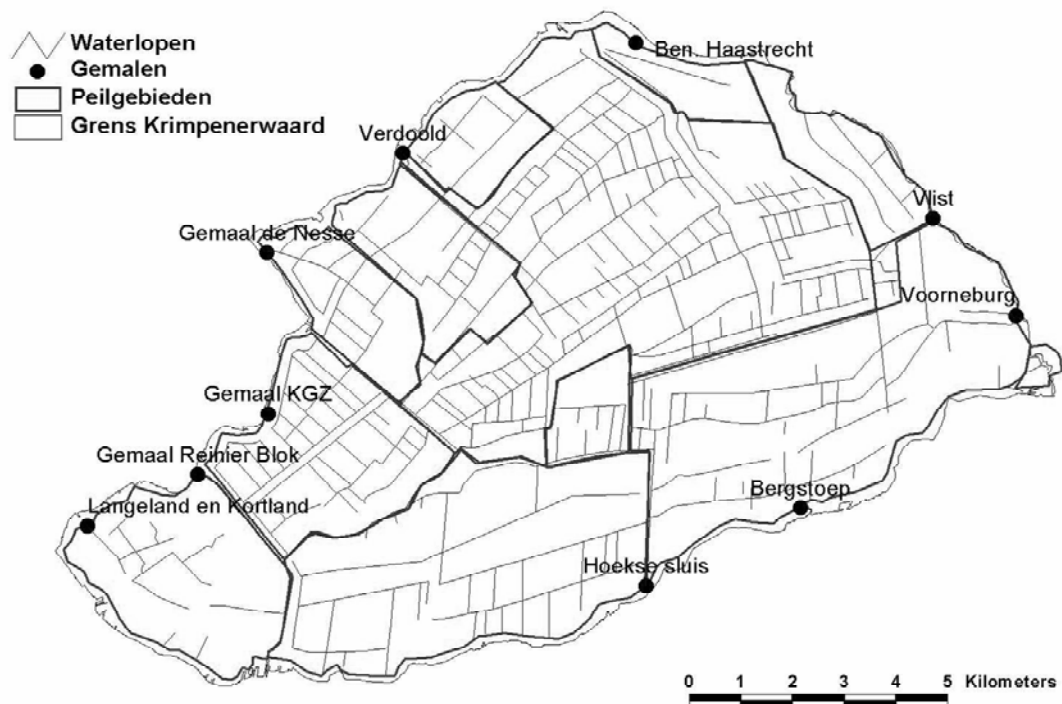 Waterlopen
Gemalen
Peilgebieden
Grens Krimpenerwaard
Ben. Haastrecht
Verdoold
Vlist
Gemaal de Nesse
Voorneburg
Gemaal KGZ
Gemaal Reinier Blok
Langeland en Kortland
Bergstoep
Hoekse sluis
0 1 2 3 4 5 Kilometers